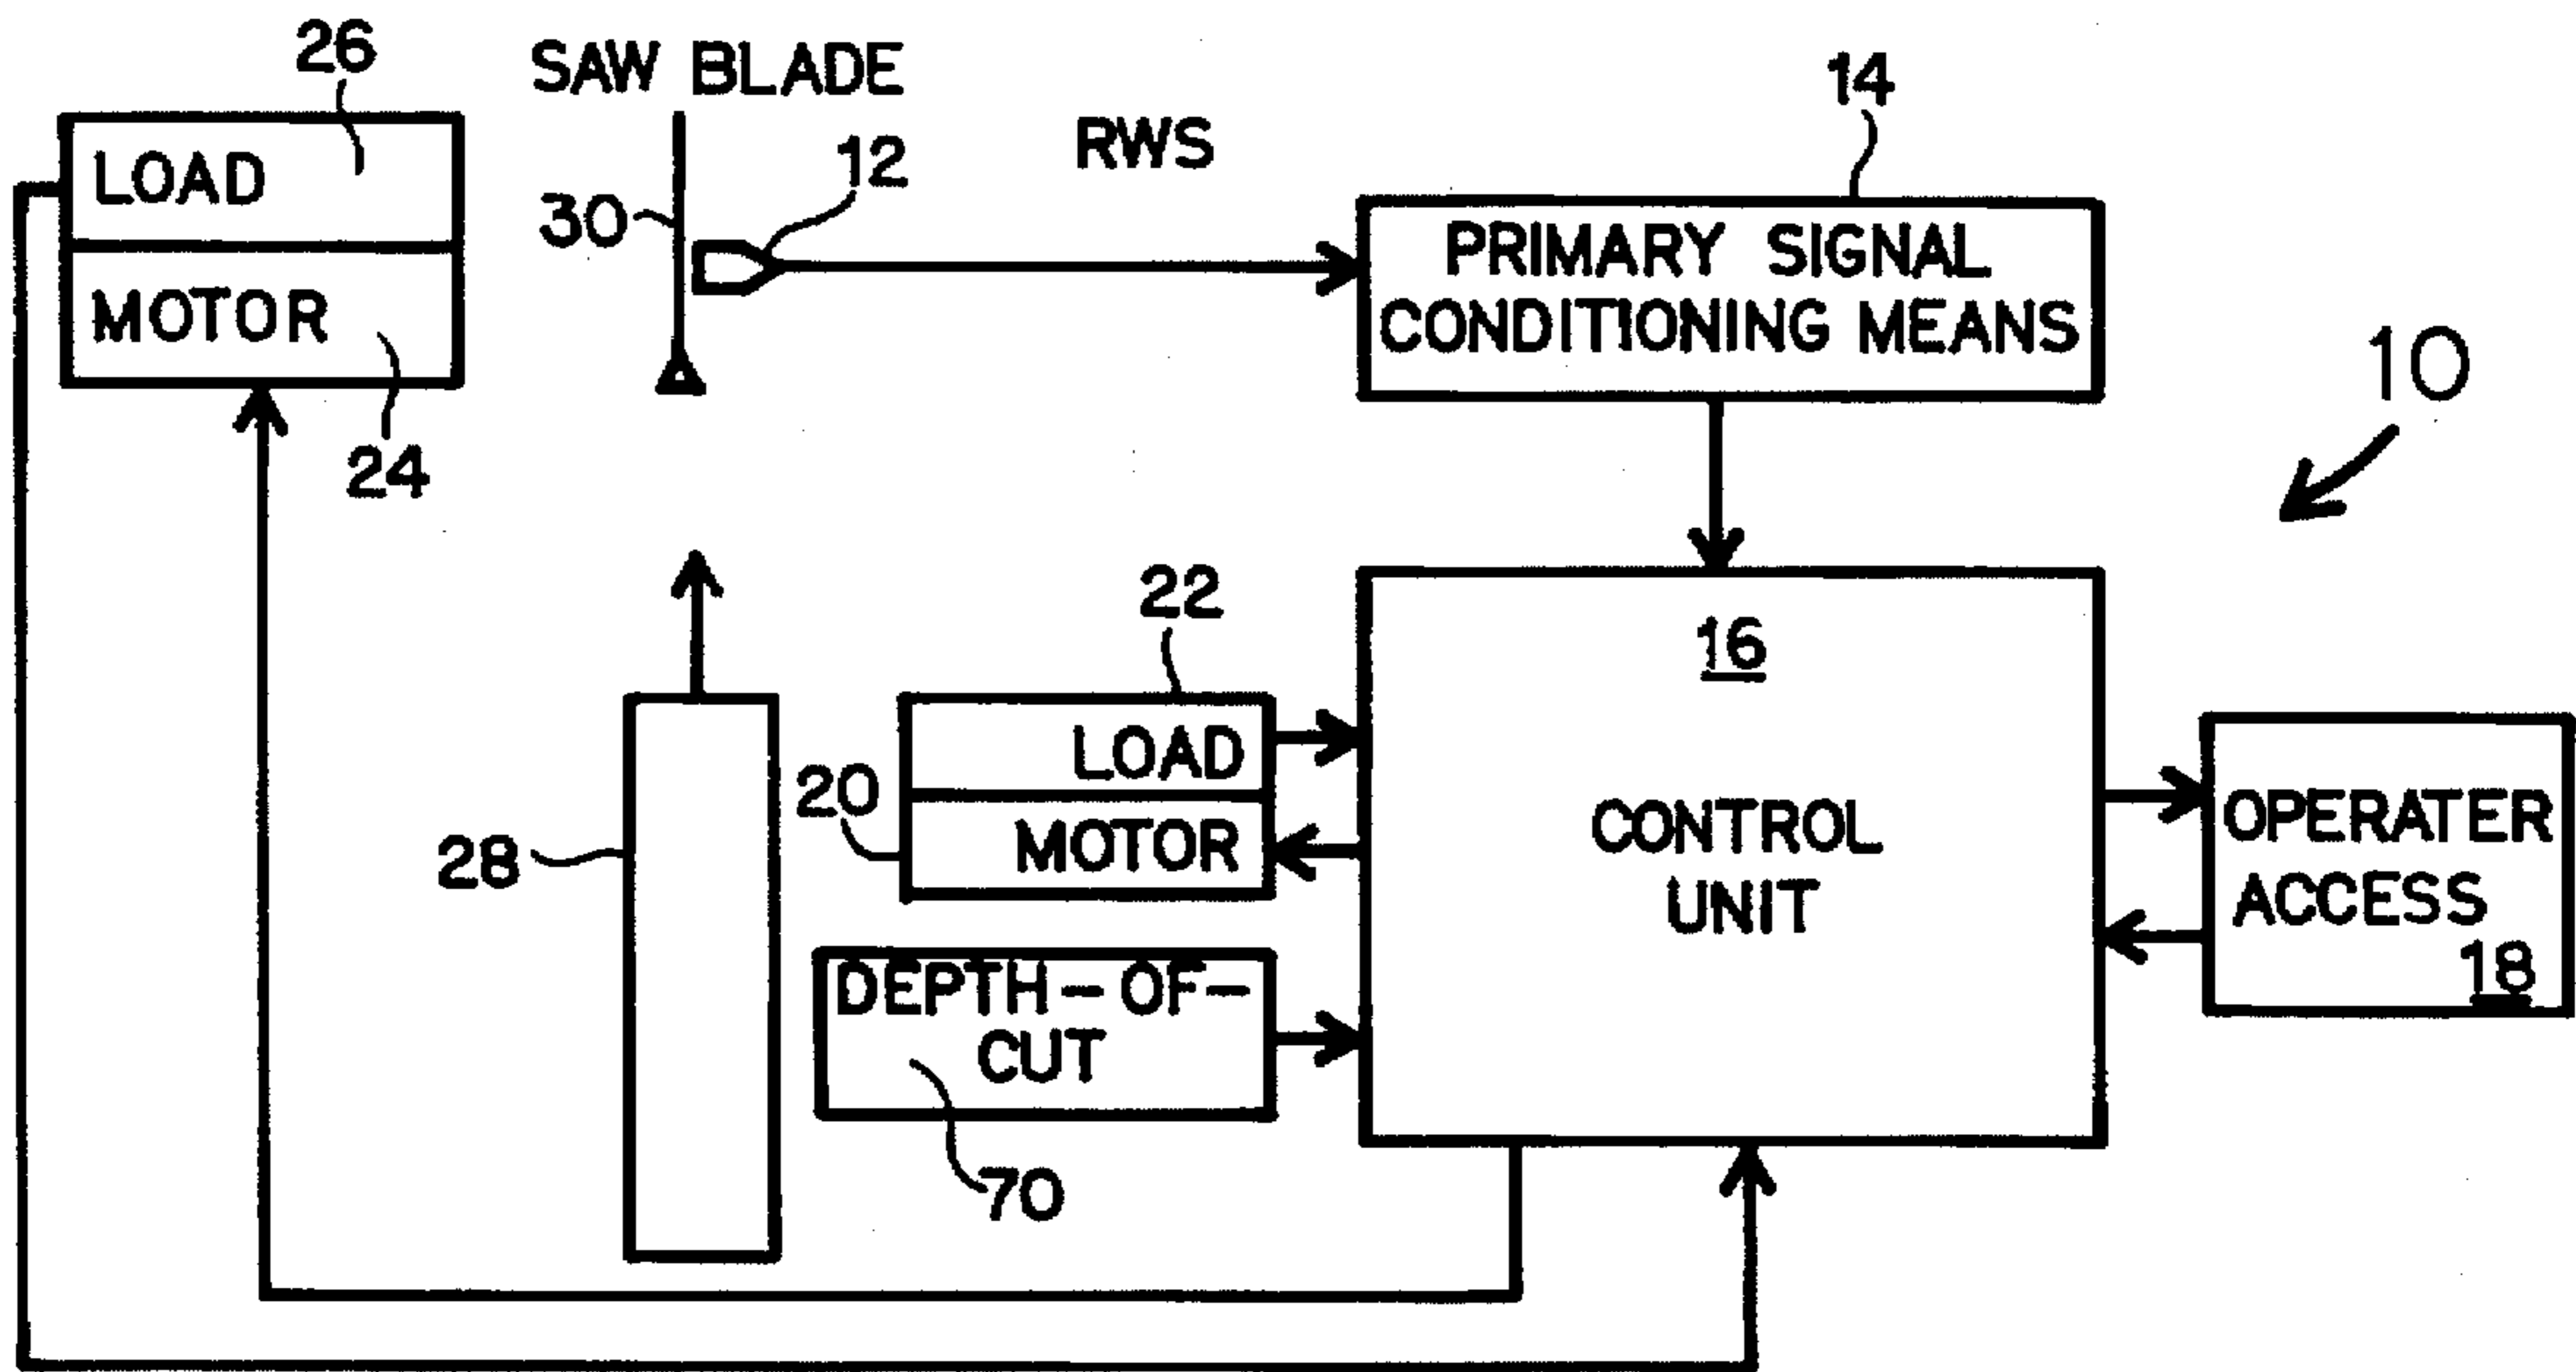 26
SAW BLADE
14
LOAD
12
RWS
30
PRIMARY SIGNAL
CONDITIONING MEANS
MOTOR
10
24
22
16
LOAD
20
MOTOR
28
CONTROL
UNIT
OPERATER
ACCESS
18
DEPTH-OF-
CUT
70